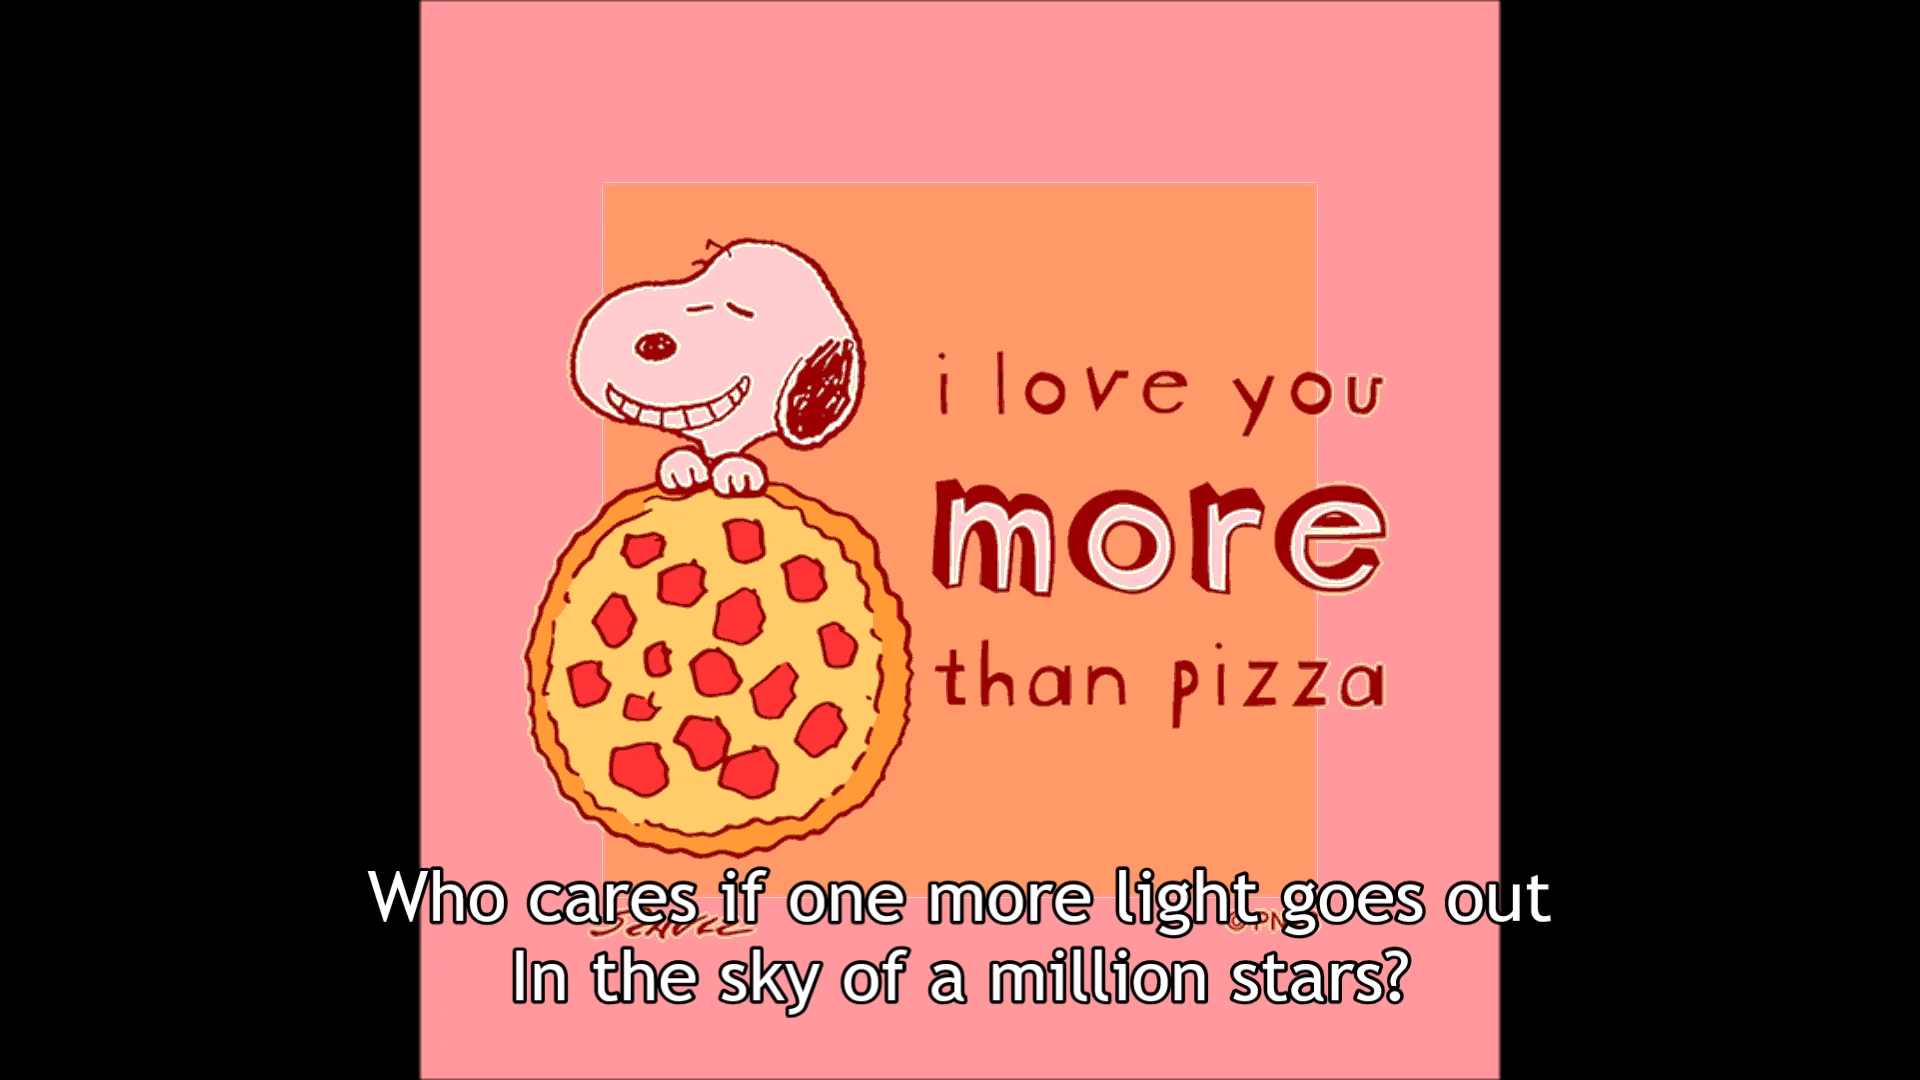 i love you
more
than pizza
Who cares if one more light goes out
In the sky of a million stars?